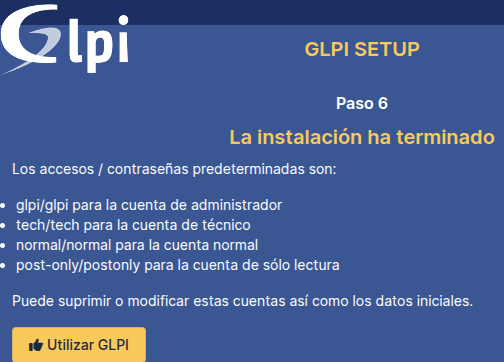 Glpi
GLPI SETUP
Paso 6
La instalación ha terminado
Los accesos / contraseñas predeterminadas son:
glpi/glpi para la cuenta de administrador
tech/tech para la cuenta de técnico
normal/normal para la cuenta normal
post-only/postonly para la cuenta de sólo lectura
Puede suprimir o modificar estas cuentas así como los datos iniciales.
Utilizar GLPI